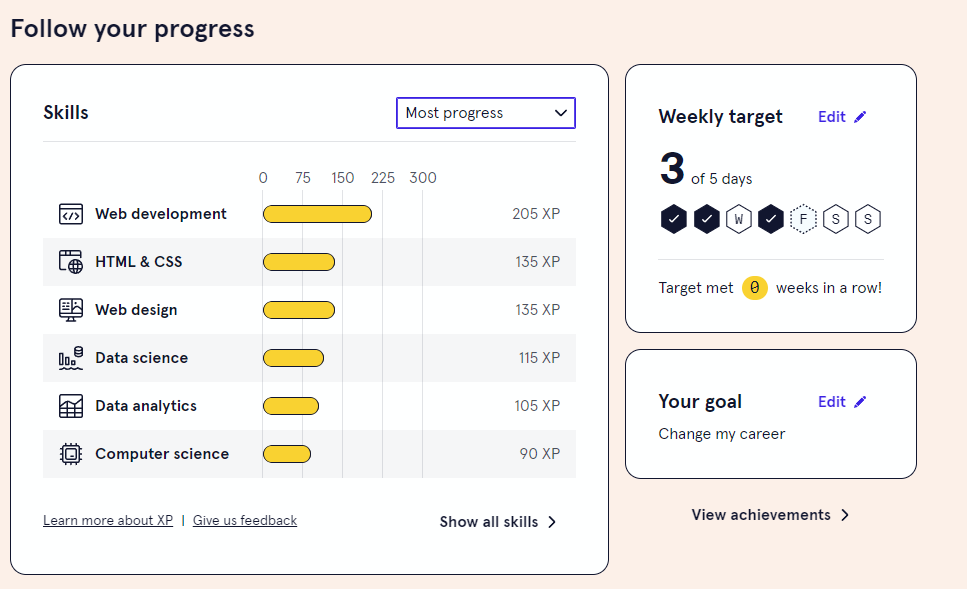 Follow your progress
Skills
Most progress
0 75 150 225 300
Web development 205 XP
HTML & CSS 135 XP
Web design 135 XP
Data science 115 XP
Data analytics 105 XP
Computer science 90 XP
Learn more about XP | Give us feedback
Show all skills
Weekly target Edit
3 of 5 days
W F S S
Target met 0 weeks in a row!
Your goal Edit
Change my career
View achievements